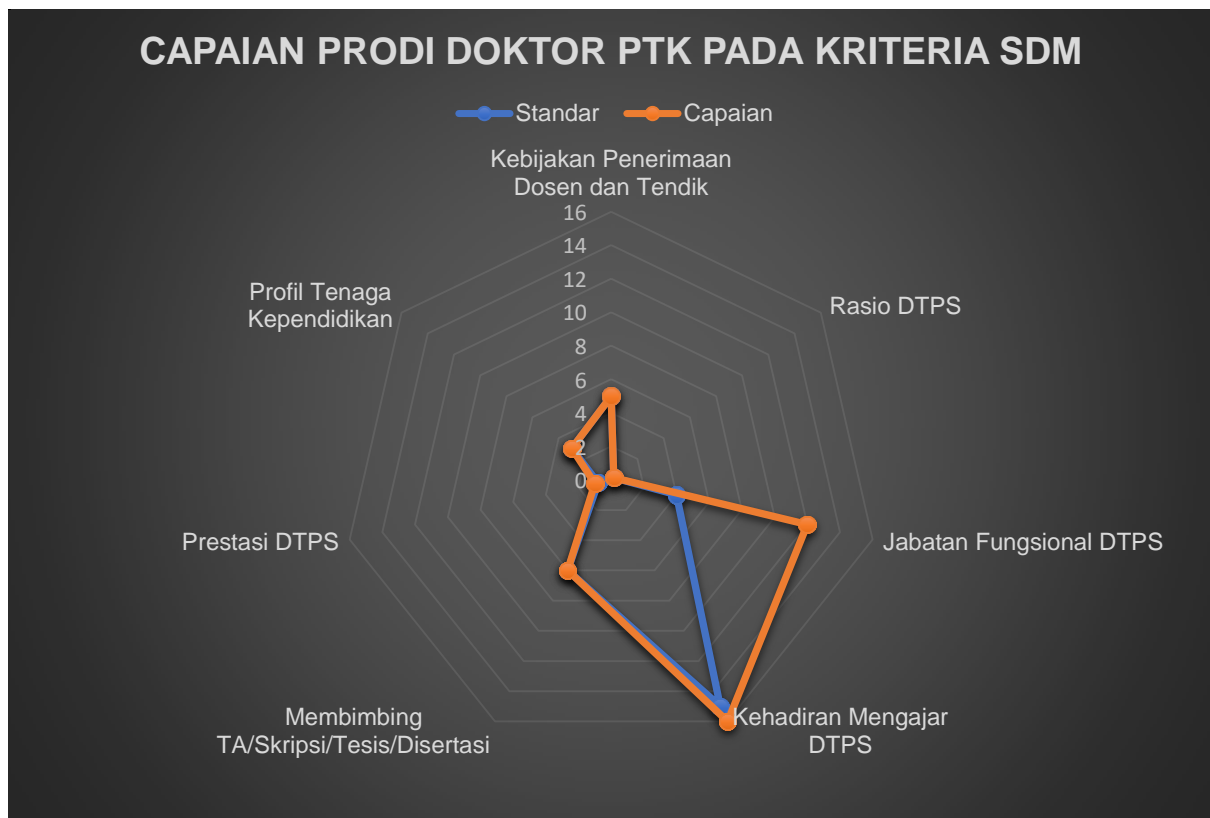 CAPAIAN PRODI DOKTOR PTK PADA KRITERIA SDM
Standar
Capaian
Kebijakan Penerimaan
Dosen dan Tendik
16
14
12
10
8
6
4
2
0
Rasio DTPS
Jabatan Fungsional DTPS
Kehadiran Mengajar
DTPS
Membimbing
TA/Skripsi/Tesis/Disertasi
Prestasi DTPS
Profil Tenaga
Kependidikan